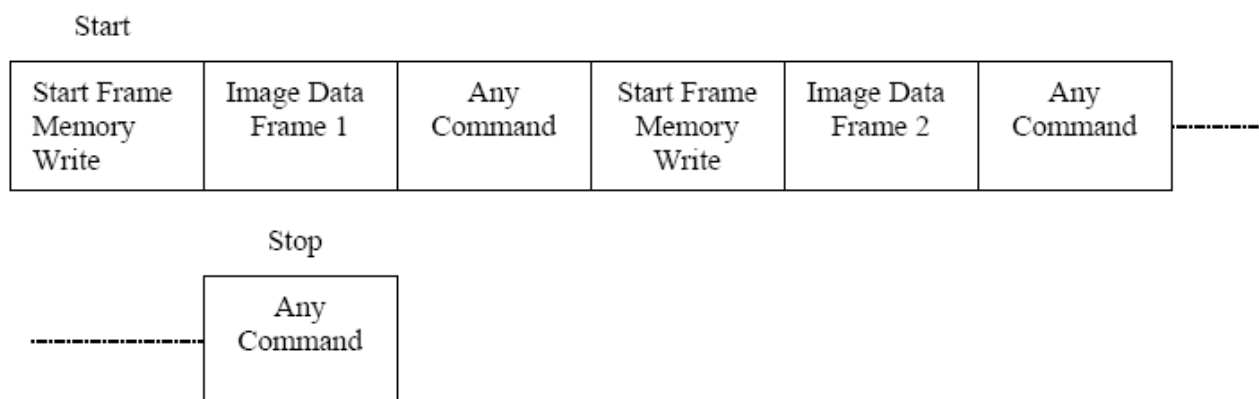 Start
Start Frame
Memory
Write
Image Data
Frame 1
Any
Command
Start Frame
Memory
Write
Image Data
Frame 2
Any
Command
Stop
Any
Command